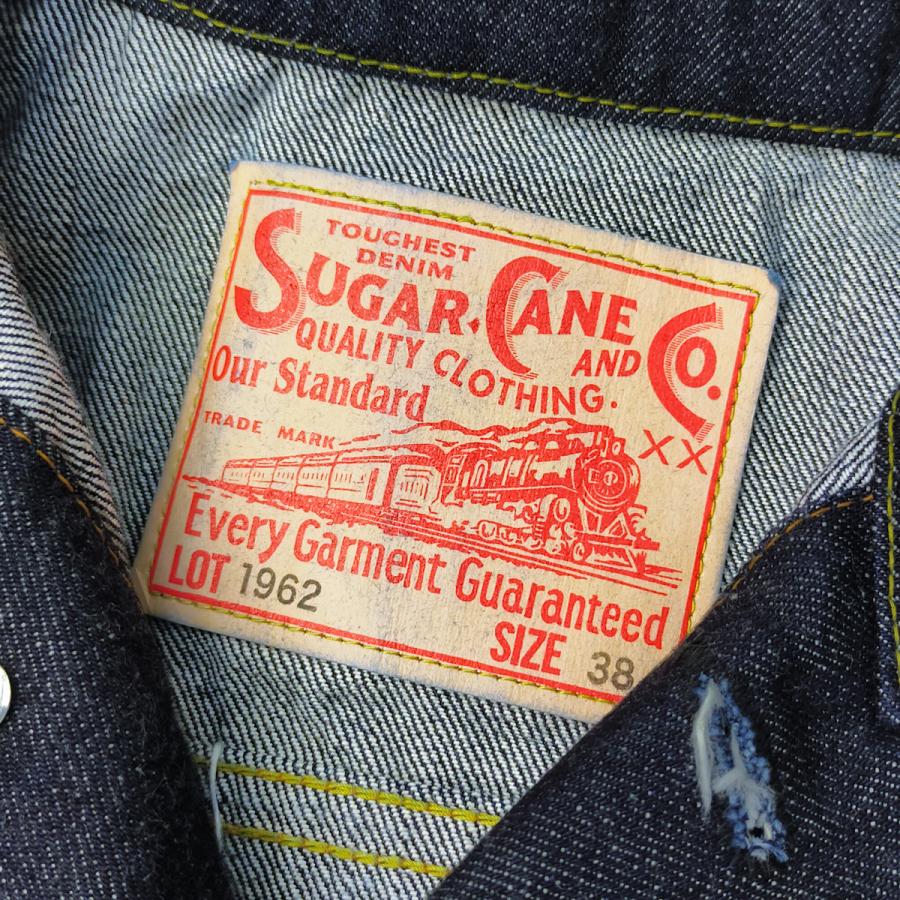 TOUGHEST
DENIM
SUGAR CANE
AND CO.
QUALITY CLOTHING.
Our Standard
XX
TRADE MARK
Every Garment Guaranteed
LOT 1962
SIZE 38